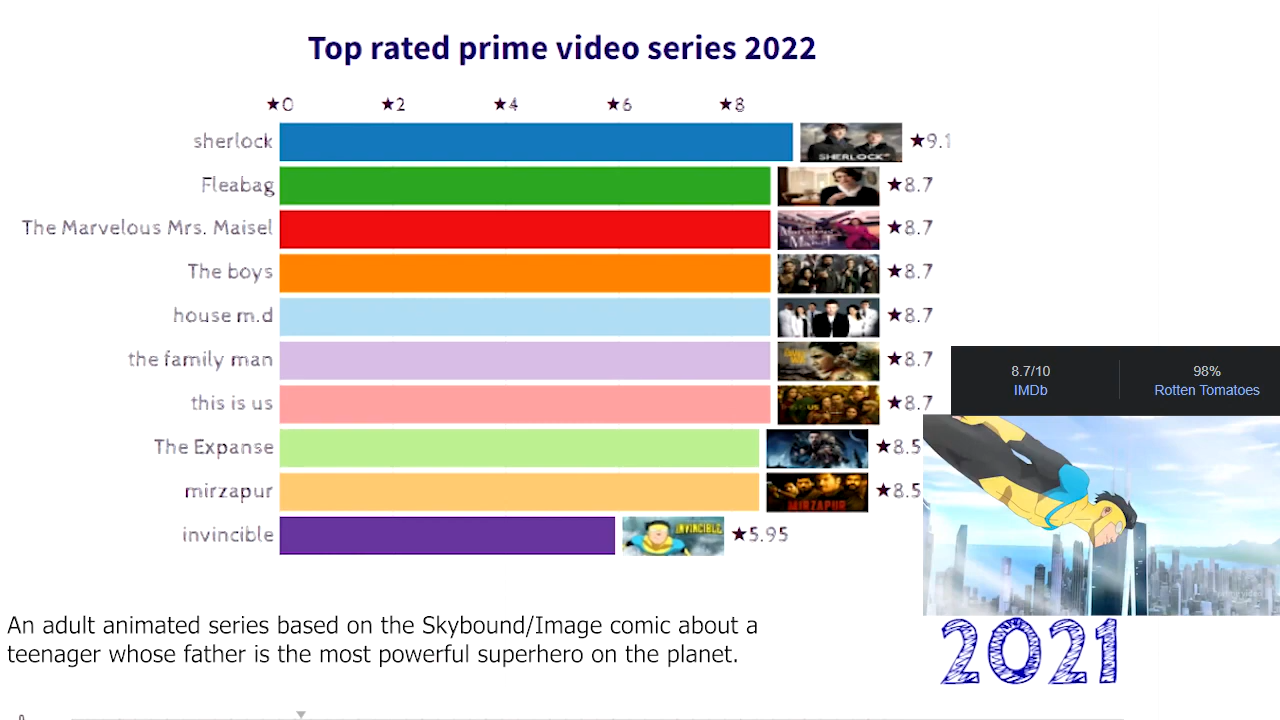 Top rated prime video series 2022
★0 ★2 ★4 ★6 ★8
sherlock SHERLOCK ★9.1
Fleabag ★8.7
The Marvelous Mrs. Maisel ★8.7
The boys ★8.7
house m.d ★8.7
the family man ★8.7
this is us ★8.7
The Expanse ★8.5
mirzapur MIRZAPUR ★8.5
invincible INVINCIBLE ★5.95
8.7/10 98%
IMDb Rotten Tomatoes
An adult animated series based on the Skybound/Image comic about a
teenager whose father is the most powerful superhero on the planet.
2021